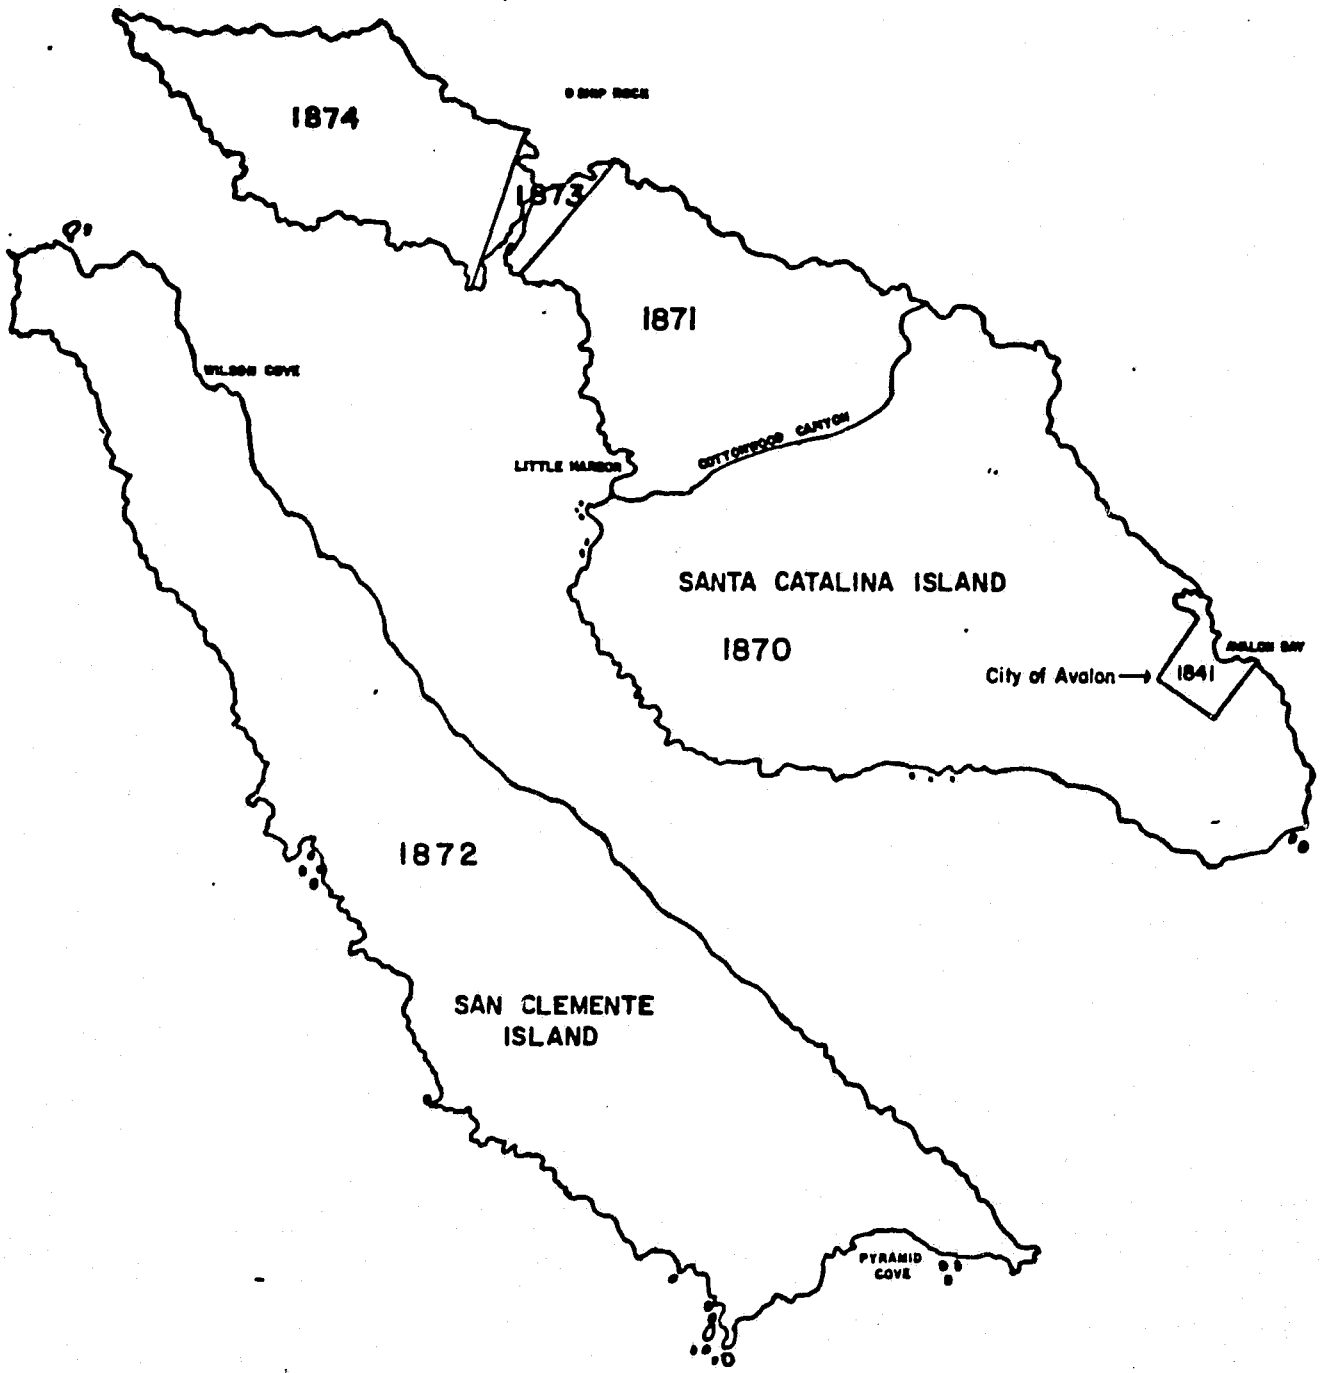 SHIP ROCK
1874
1873
1871
WILSON COVE
COTTONWOOD CANYON
LITTLE HARBOR
SANTA CATALINA ISLAND
1870
AVALON BAY
City of Avalon
1841
1872
SAN CLEMENTE
ISLAND
PYRAMID
COVE